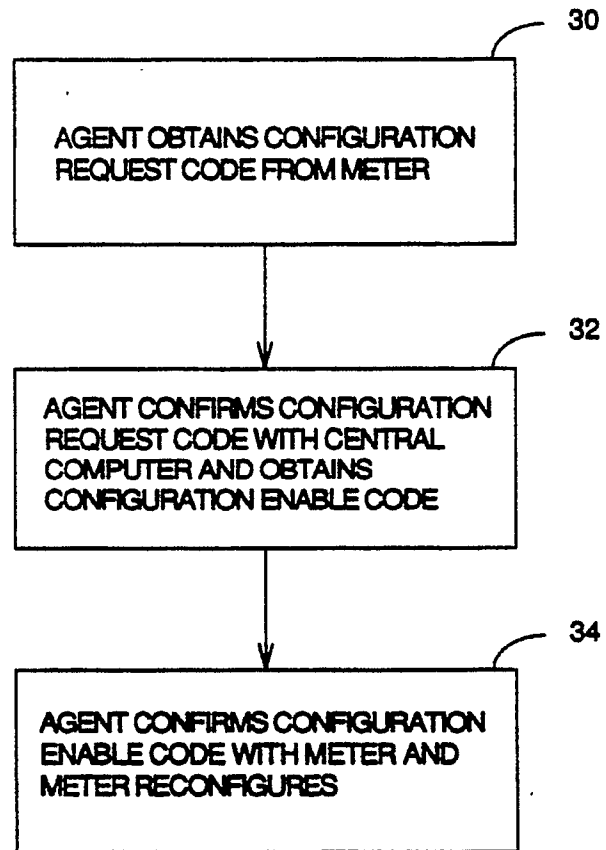 30
AGENT OBTAINS CONFIGURATION
REQUEST CODE FROM METER
32
AGENT CONFIRMS CONFIGURATION
REQUEST CODE WITH CENTRAL
COMPUTER AND OBTAINS
CONFIGURATION ENABLE CODE
34
AGENT CONFIRMS CONFIGURATION
ENABLE CODE WITH METER AND
METER RECONFIGURES